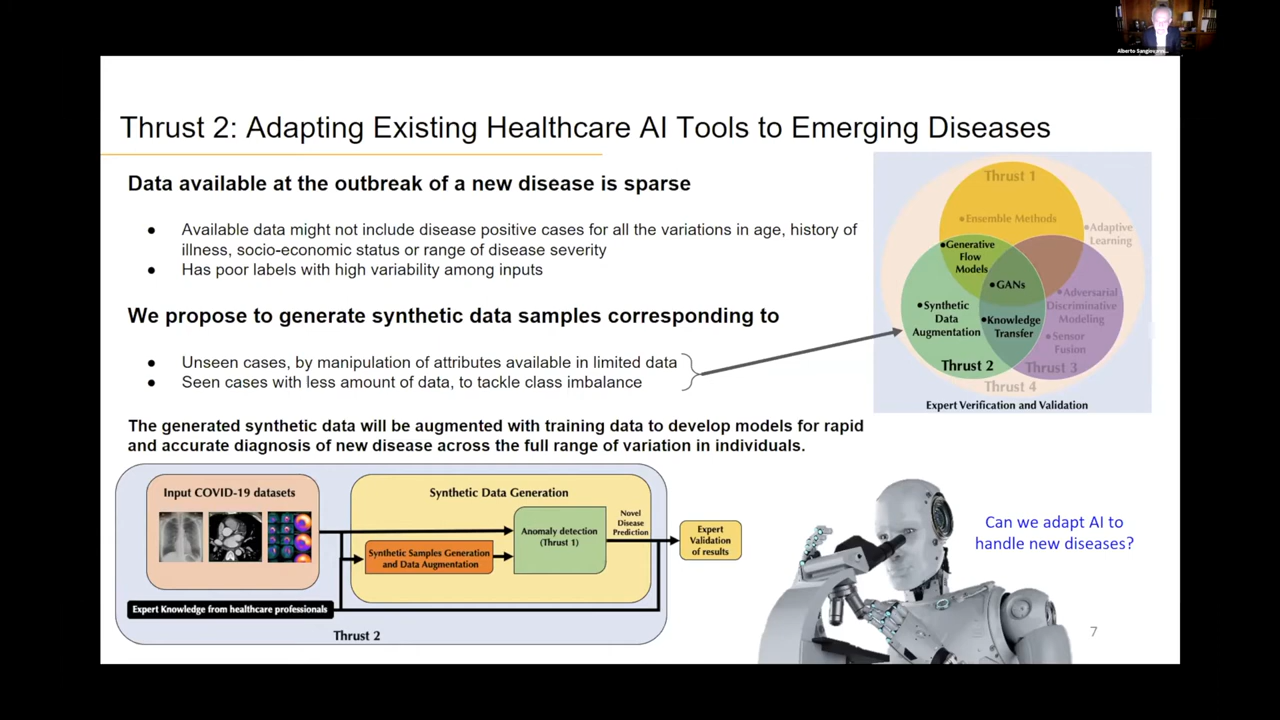 Alberto Sangiovanni...
Thrust 2: Adapting Existing Healthcare AI Tools to Emerging Diseases
Data available at the outbreak of a new disease is sparse
● Available data might not include disease positive cases for all the variations in age, history of
illness, socio-economic status or range of disease severity
● Has poor labels with high variability among inputs
We propose to generate synthetic data samples corresponding to
● Unseen cases, by manipulation of attributes available in limited data
● Seen cases with less amount of data, to tackle class imbalance
The generated synthetic data will be augmented with training data to develop models for rapid
and accurate diagnosis of new disease across the full range of variation in individuals.
Thrust 1
•Ensemble Methods
•Adaptive
Learning
•Generative
Flow
Models
•GANs
•Synthetic
Data
Augmentation
•Knowledge
Transfer
•Adversarial
Discriminative
Modeling
•Sensor
Fusion
Thrust 2
Thrust 3
Thrust 4
Expert Verification and Validation
Input COVID-19 datasets
Synthetic Data Generation
Synthetic Samples Generation
and Data Augmentation
Anomaly detection
(Thrust 1)
Novel
Disease
Prediction
Expert
Validation
of results
Expert Knowledge from healthcare professionals
Thrust 2
Can we adapt AI to
handle new diseases?
7